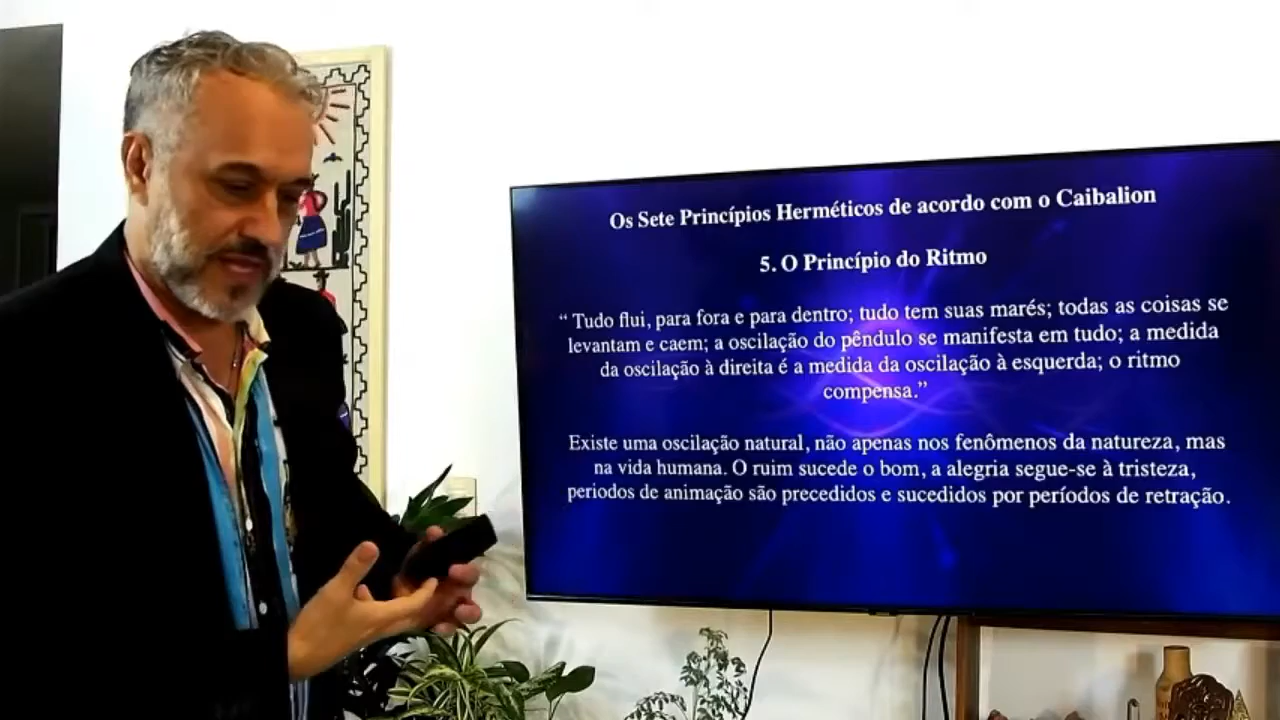 Os Sete Princípios Herméticos de acordo com o Caibalion
5. O Princípio do Ritmo
“ Tudo flui, para fora e para dentro; tudo tem suas marés; todas as coisas se
levantam e caem; a oscilação do pêndulo se manifesta em tudo; a medida
da oscilação à direita é a medida da oscilação à esquerda; o ritmo
compensa.”
Existe uma oscilação natural, não apenas nos fenômenos da natureza, mas
na vida humana. O ruim sucede o bom, a alegria segue-se à tristeza,
periodos de animação são precedidos e sucedidos por períodos de retração.